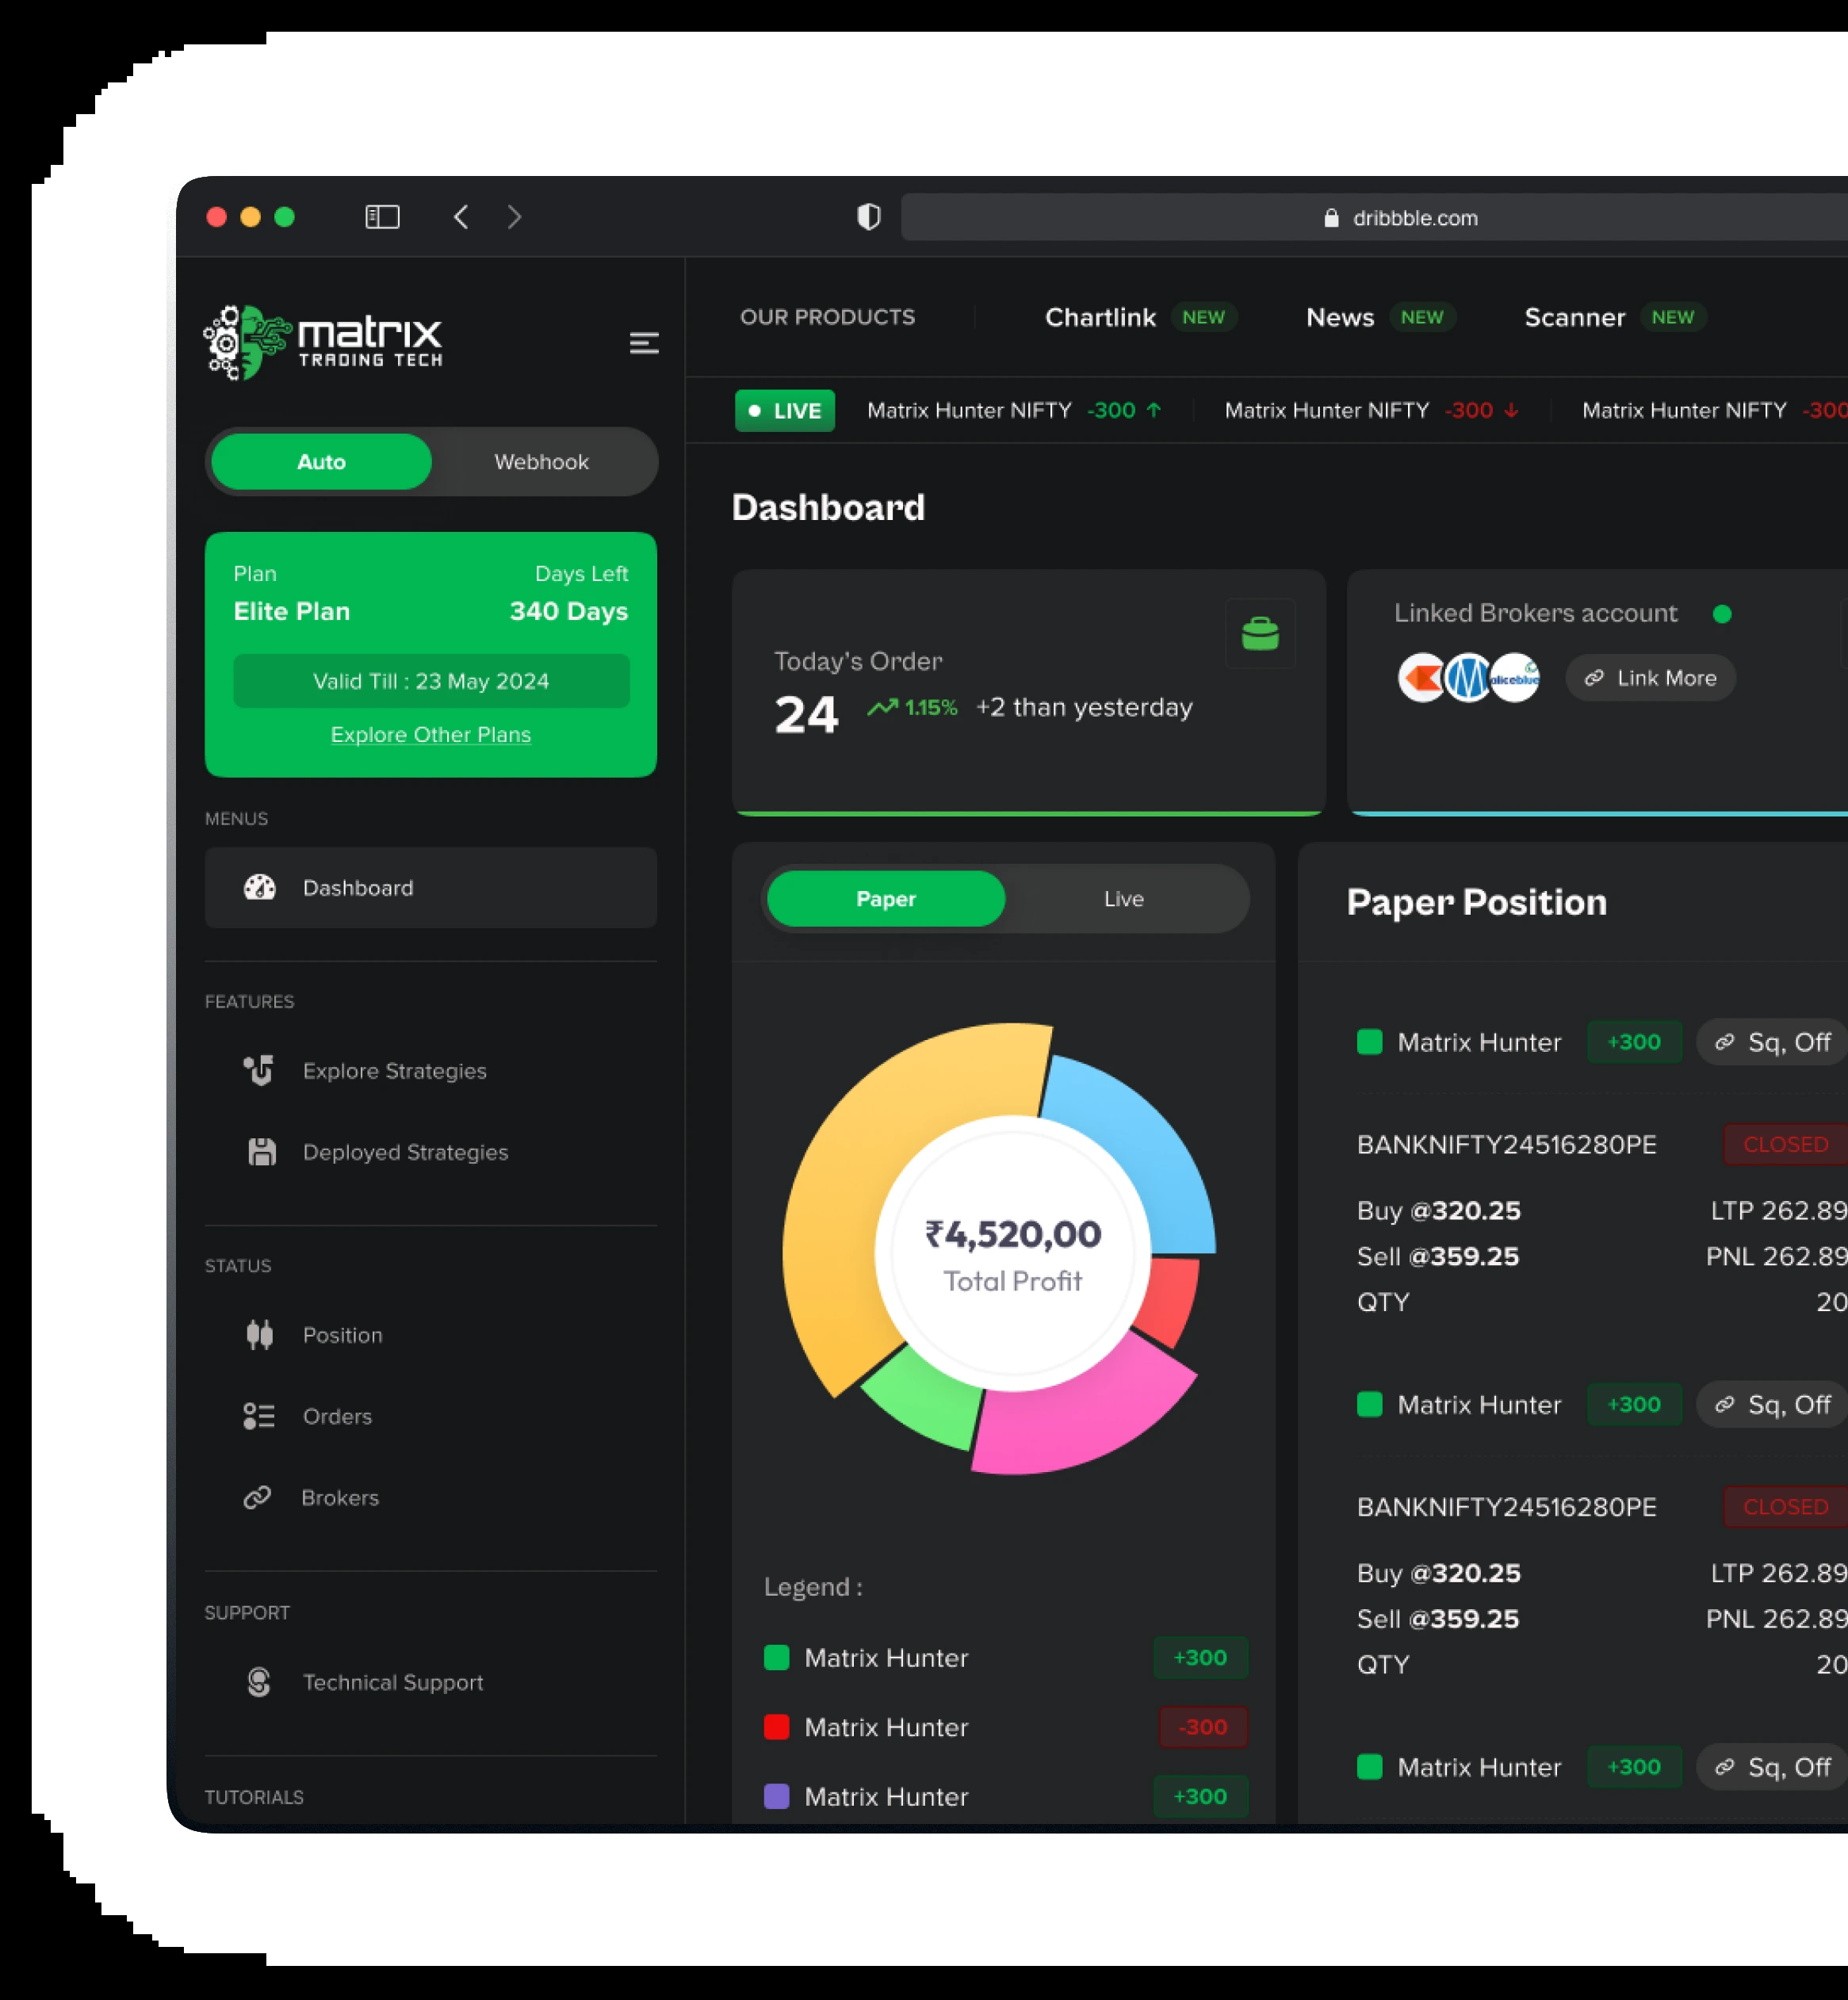 dribbble.com
matrix
TRADING TECH
OUR PRODUCTS
Chartlink NEW
News NEW
Scanner NEW
LIVE
Matrix Hunter NIFTY -300
Matrix Hunter NIFTY -300
Matrix Hunter NIFTY -300
Auto
Webhook
Plan
Days Left
Elite Plan
340 Days
Valid Till : 23 May 2024
Explore Other Plans
MENUS
Dashboard
FEATURES
Explore Strategies
Deployed Strategies
STATUS
Position
Orders
Brokers
SUPPORT
Technical Support
TUTORIALS
Dashboard
Today's Order
24 1.15% +2 than yesterday
Linked Brokers account
aliceblue
Link More
Paper
Live
₹4,520,00
Total Profit
Legend :
Matrix Hunter +300
Matrix Hunter -300
Matrix Hunter +300
Paper Position
Matrix Hunter +300 Sq, Off
BANKNIFTY24516280PE CLOSED
Buy @320.25 LTP 262.89
Sell @359.25 PNL 262.89
QTY 20
Matrix Hunter +300 Sq, Off
BANKNIFTY24516280PE CLOSED
Buy @320.25 LTP 262.89
Sell @359.25 PNL 262.89
QTY 20
Matrix Hunter +300 Sq, Off